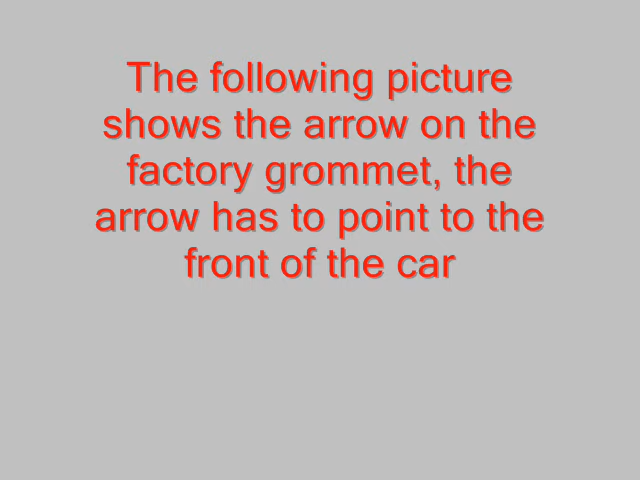 The following picture
shows the arrow on the
factory grommet, the
arrow has to point to the
front of the car